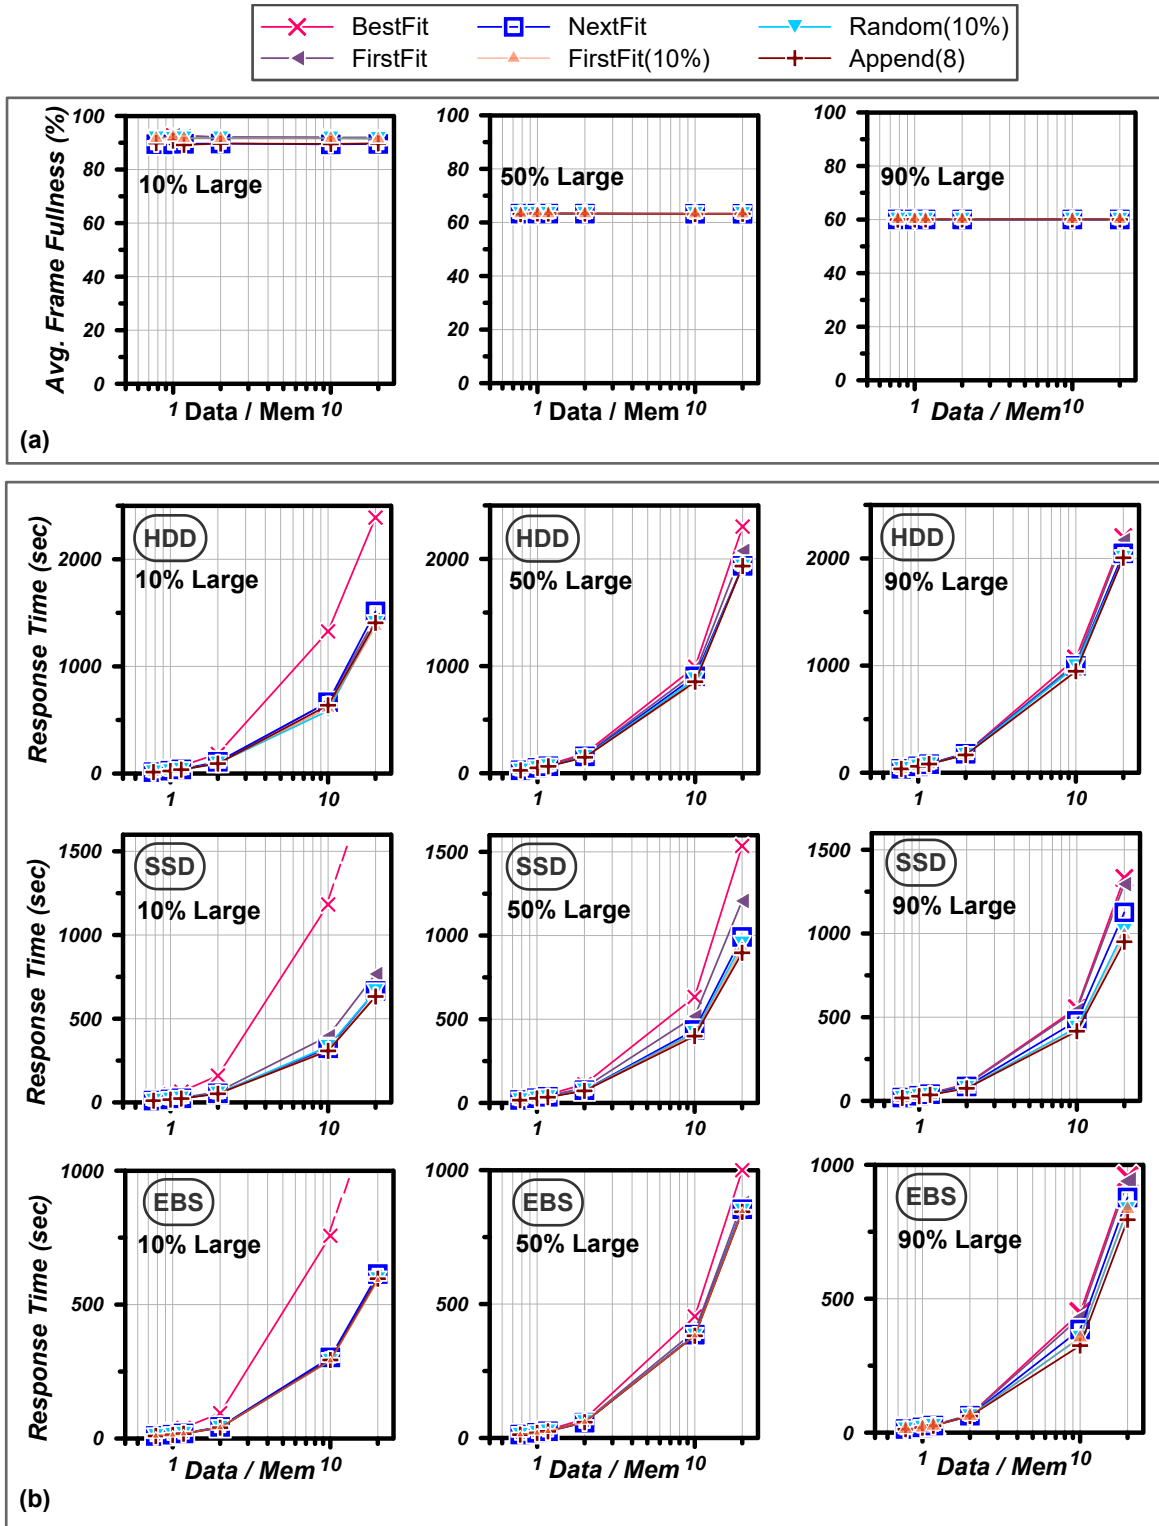 BestFit NextFit Random(10%)
FirstFit FirstFit(10%) Append(8)
Avg. Frame Fullness (%)
100
80
60
40
20
0
10% Large
1 Data / Mem 10
100
80
60
40
20
0
50% Large
1 Data / Mem 10
100
80
60
40
20
0
90% Large
1 Data / Mem 10
(a)
Response Time (sec)
2000
1000
0
HDD
10% Large
1 10
2000
1000
0
HDD
50% Large
1 10
2000
1000
0
HDD
90% Large
1 10
Response Time (sec)
1500
1000
500
0
SSD
10% Large
1 10
1500
1000
500
0
SSD
50% Large
1 10
1500
1000
500
0
SSD
90% Large
1 10
Response Time (sec)
1000
500
0
EBS
10% Large
1 Data / Mem 10
1000
500
0
EBS
50% Large
1 Data / Mem 10
1000
500
0
EBS
90% Large
1 Data / Mem 10
(b)